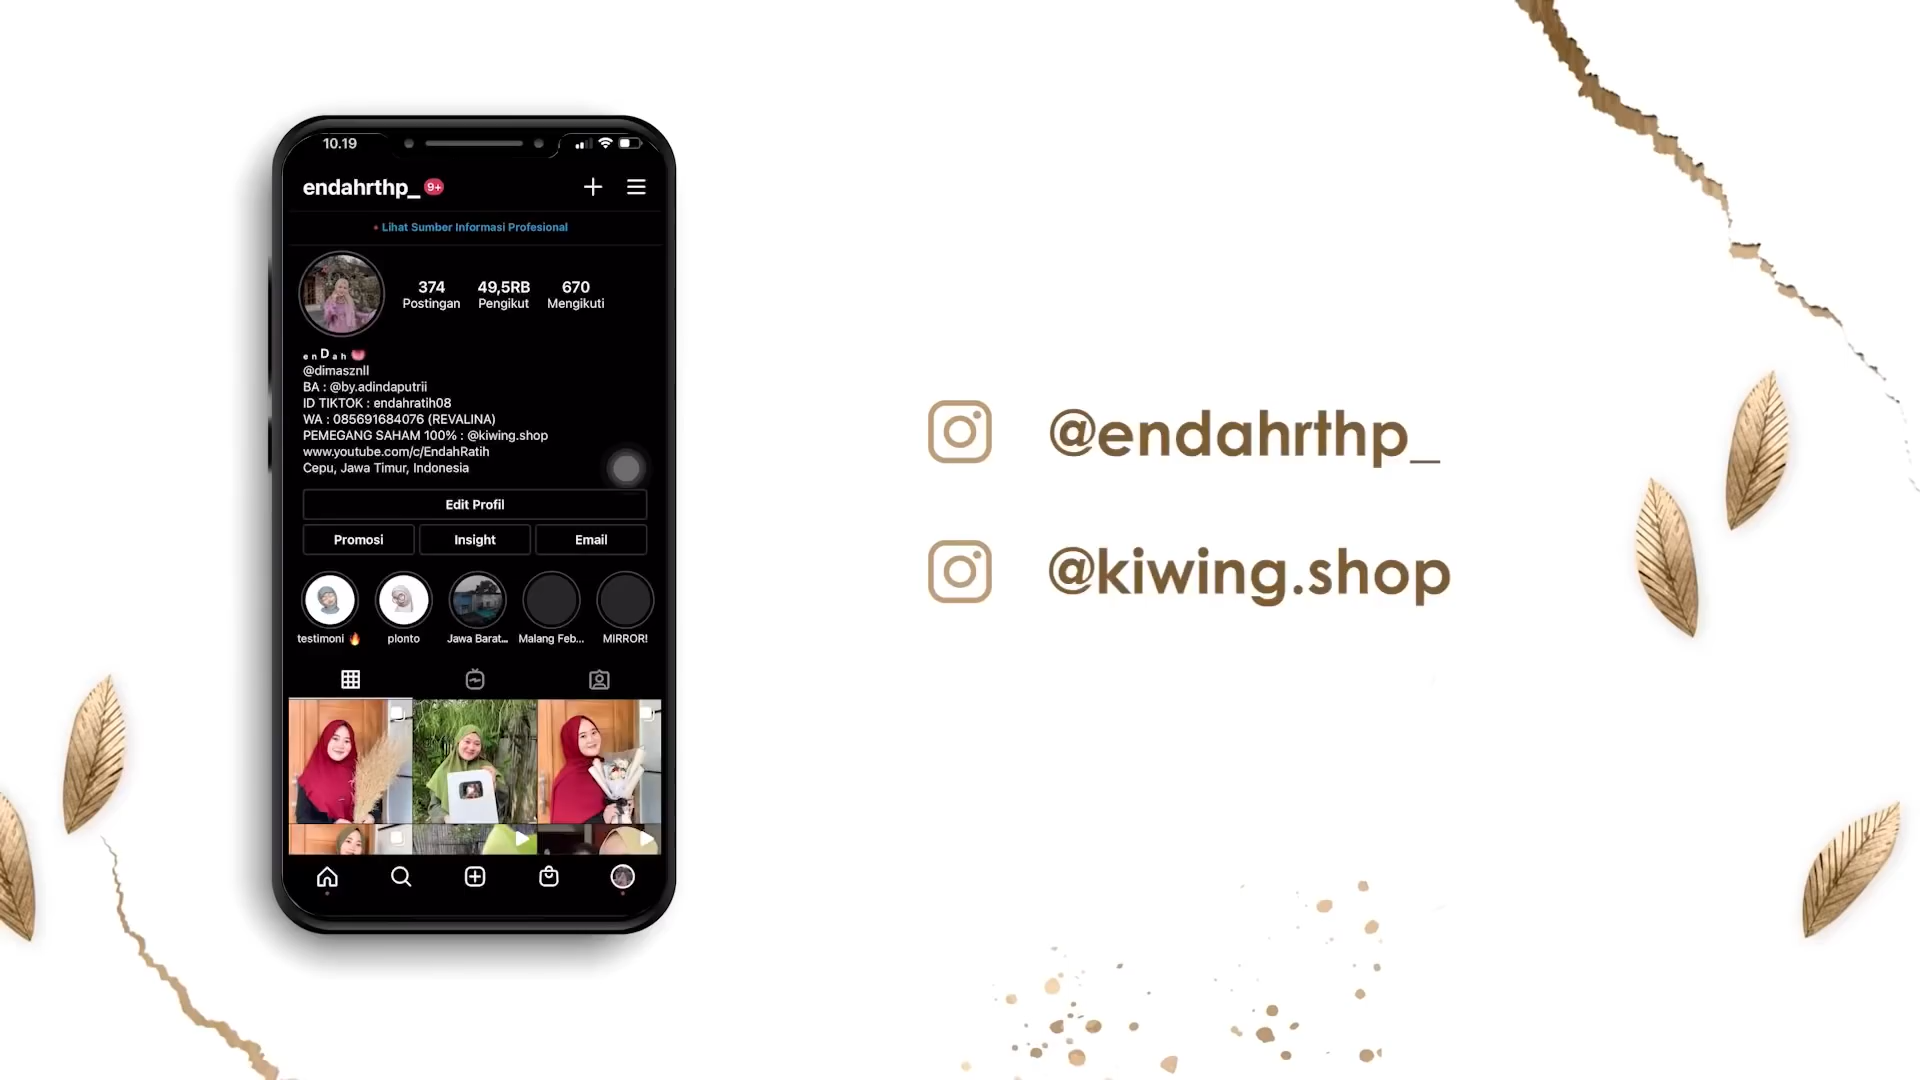 10.19
endahrthp_ 9+
Lihat Sumber Informasi Profesional
374 49,5RB 670
Postingan Pengikut Mengikuti
enDah 👅
@dimasznll
BA : @by.adindaputrii
ID TIKTOK : endahratih08
WA : 085691684076 (REVALINA)
PEMEGANG SAHAM 100% : @kiwing.shop
www.youtube.com/c/EndahRatih
Cepu, Jawa Timur, Indonesia
Edit Profil
Promosi Insight Email
testimoni 🔥 plonto Jawa Barat... Malang Feb... MIRROR!
@endahrthp_
@kiwing.shop